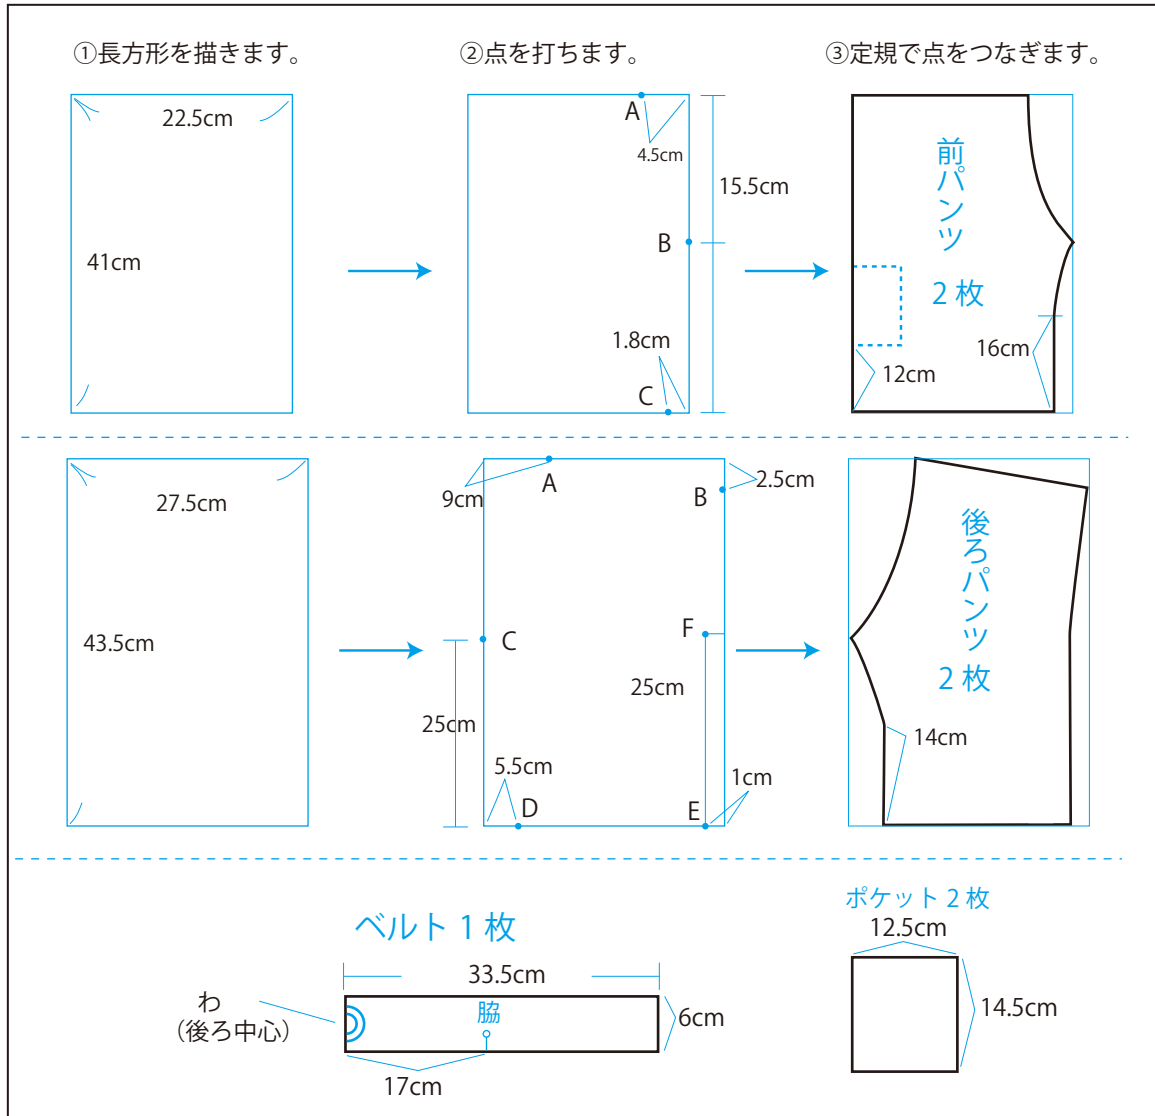 ①長方形を描きます。
②点を打ちます。
③定規で点をつなぎます。
22.5cm
41cm
A
4.5cm
15.5cm
B
1.8cm
C
前パンツ
2枚
16cm
12cm
27.5cm
43.5cm
9cm
A
B
2.5cm
C
F
25cm
25cm
5.5cm
D
E
1cm
後ろパンツ
2枚
14cm
ベルト 1枚
33.5cm
わ
（後ろ中心）
脇
6cm
17cm
ポケット 2枚
12.5cm
14.5cm